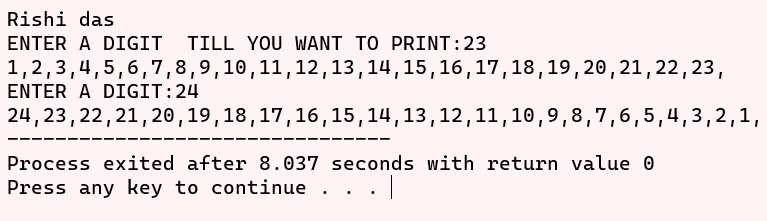 Rishi das
ENTER A DIGIT  TILL YOU WANT TO PRINT:23
1,2,3,4,5,6,7,8,9,10,11,12,13,14,15,16,17,18,19,20,21,22,23,
ENTER A DIGIT:24
24,23,22,21,20,19,18,17,16,15,14,13,12,11,10,9,8,7,6,5,4,3,2,1,
--------------------------------
Process exited after 8.037 seconds with return value 0
Press any key to continue . . .